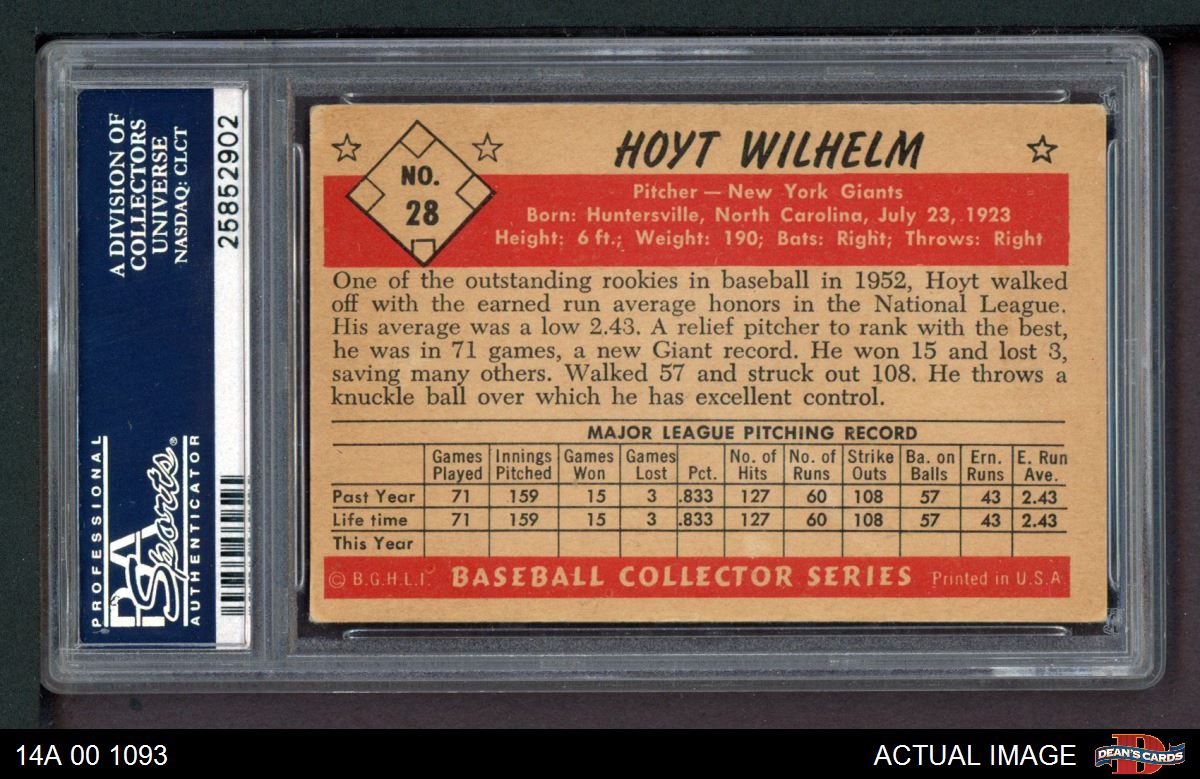 A DIVISION OF
COLLECTORS
UNIVERSE
NASDAQ: CLCT
25852902
PROFESSIONAL
PSA
Sports®
AUTHENTICATOR
NO.
28
HOYT WILHELM
Pitcher — New York Giants
Born: Huntersville, North Carolina, July 23, 1923
Height: 6 ft.; Weight: 190; Bats: Right; Throws: Right
One of the outstanding rookies in baseball in 1952, Hoyt walked
off with the earned run average honors in the National League.
His average was a low 2.43. A relief pitcher to rank with the best,
he was in 71 games, a new Giant record. He won 15 and lost 3,
saving many others. Walked 57 and struck out 108. He throws a
knuckle ball over which he has excellent control.
MAJOR LEAGUE PITCHING RECORD
Games Innings Games Games No. of No. of Strike Ba. on Ern. E. Run
Played Pitched Won Lost Pct. Hits Runs Outs Balls Runs Ave.
Past Year 71 159 15 3 .833 127 60 108 57 43 2.43
Life time 71 159 15 3 .833 127 60 108 57 43 2.43
This Year
© B.G.H.L.I. BASEBALL COLLECTOR SERIES Printed in U.S.A
14A 00 1093
ACTUAL IMAGE
D
DEAN'S CARDS